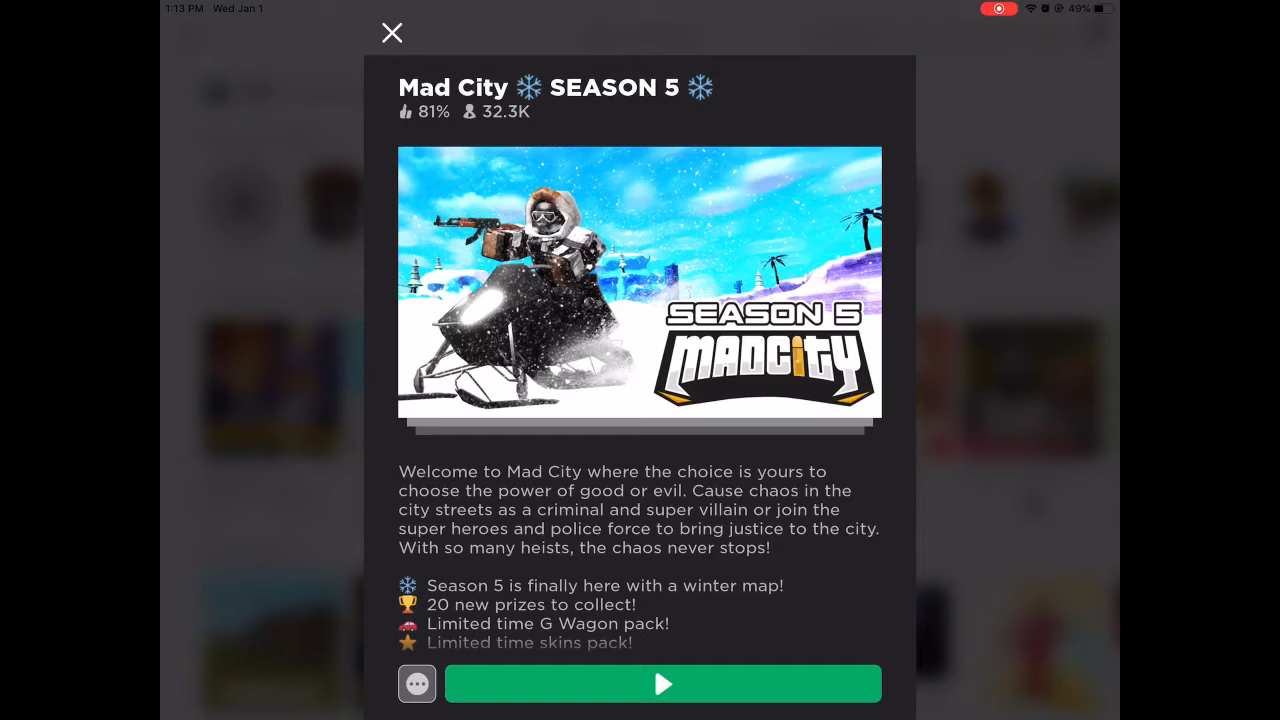 1:13 PM Wed Jan 1
49%
Mad City ❄️ SEASON 5 ❄️
81% 32.3K
SEASON 5
MADCITY
Welcome to Mad City where the choice is yours to
choose the power of good or evil. Cause chaos in the
city streets as a criminal and super villain or join the
super heroes and police force to bring justice to the city.
With so many heists, the chaos never stops!
❄️ Season 5 is finally here with a winter map!
🏆 20 new prizes to collect!
🚗 Limited time G Wagon pack!
⭐ Limited time skins pack!